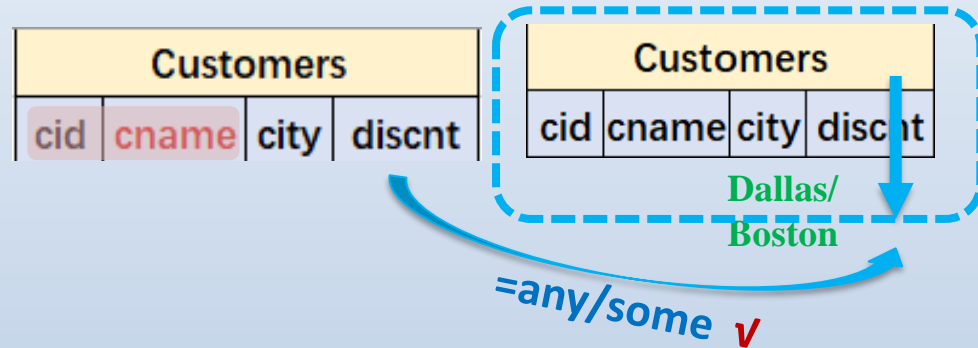 Customers
cid cname city discnt
Customers
cid cname city discnt
Dallas/
Boston
=any/some √